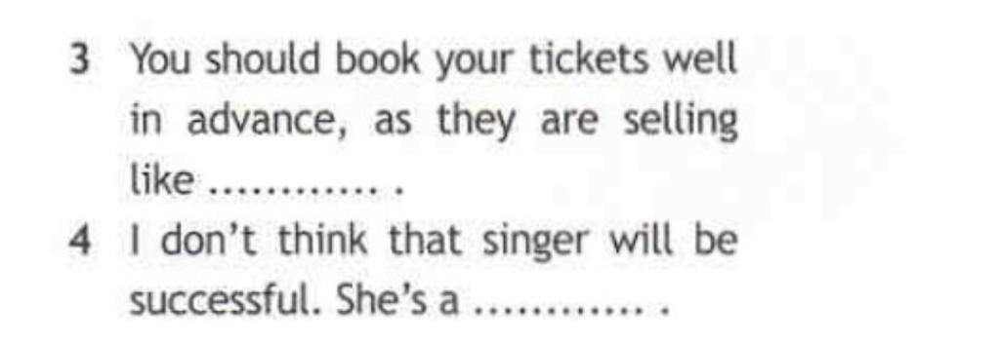 3 You should book your tickets well
in advance, as they are selling
like ............. .
4 I don't think that singer will be
successful. She's a ............. .